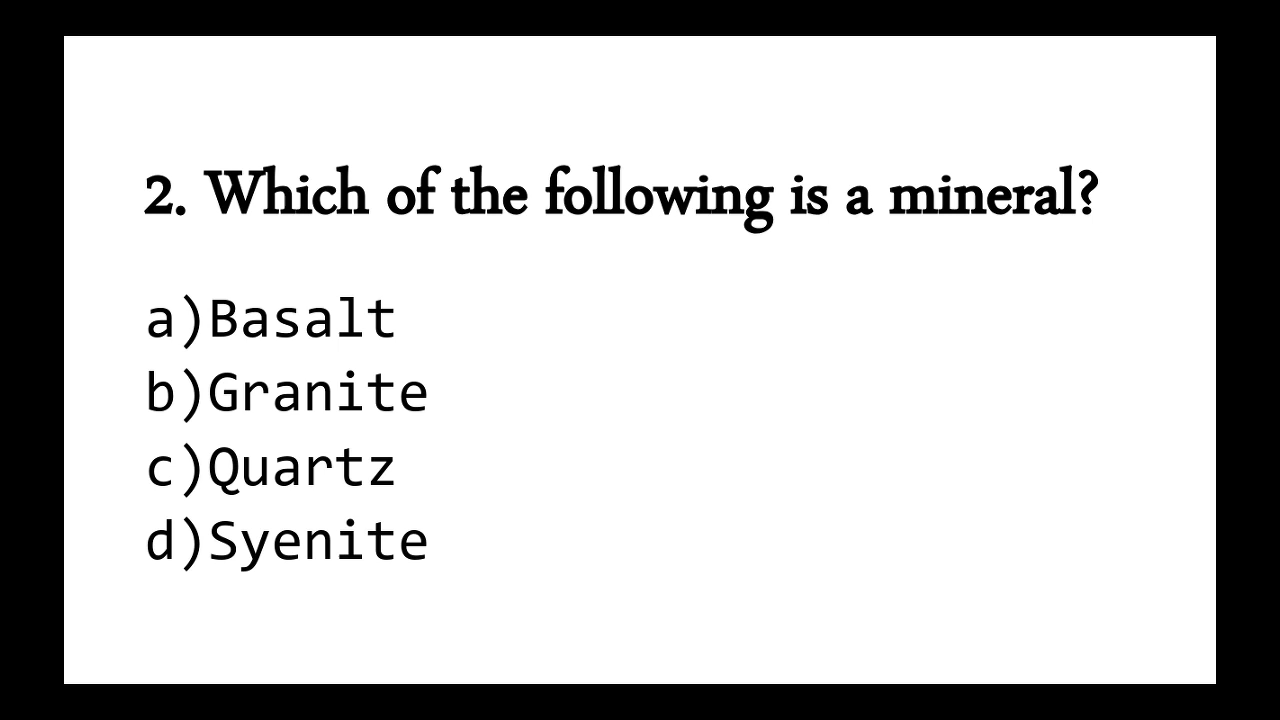 2. Which of the following is a mineral?
a)Basalt
b)Granite
c)Quartz
d)Syenite